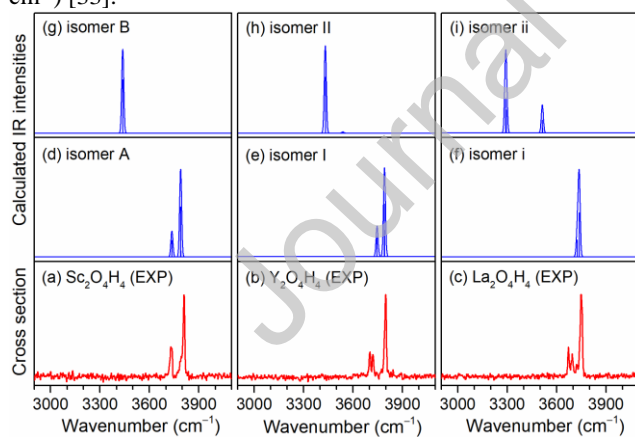 cm⁻¹) [53].
(g) isomer B
(h) isomer II
(i) isomer ii
Calculated IR intensities
(d) isomer A
(e) isomer I
(f) isomer i
Cross section
(a) Sc₂O₄H₄ (EXP)
(b) Y₂O₄H₄ (EXP)
(c) La₂O₄H₄ (EXP)
3000 3300 3600 3900
3000 3300 3600 3900
3000 3300 3600 3900
Wavenumber (cm⁻¹)
Wavenumber (cm⁻¹)
Wavenumber (cm⁻¹)
Journal